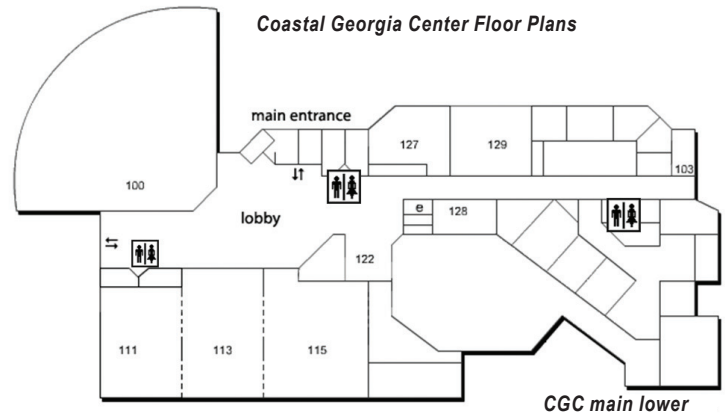 Coastal Georgia Center Floor Plans
main entrance
127
129
103
100
lobby
e
128
122
111
113
115
CGC main lower